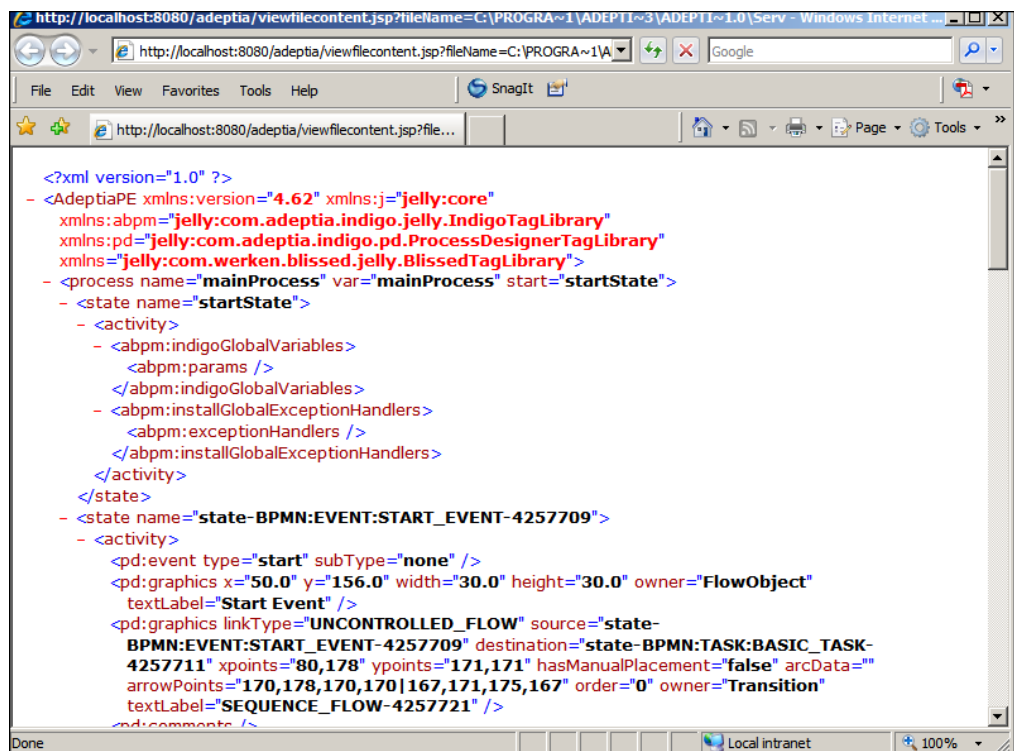 http://localhost:8080/adeptia/viewfilecontent.jsp?fileName=C:\PROGRA~1\ADEPTI~3\ADEPTI~1.0\Serv - Windows Internet ...
http://localhost:8080/adeptia/viewfilecontent.jsp?fileName=C:\PROGRA~1\A
Google
File Edit View Favorites Tools Help
SnagIt
http://localhost:8080/adeptia/viewfilecontent.jsp?file...
Page
Tools
»
<?xml version="1.0" ?>
- <AdeptiaPE xmlns:version="4.62" xmlns:j="jelly:core"
xmlns:abpm="jelly:com.adeptia.indigo.jelly.IndigoTagLibrary"
xmlns:pd="jelly:com.adeptia.indigo.pd.ProcessDesignerTagLibrary"
xmlns="jelly:com.werken.blissed.jelly.BlissedTagLibrary">
- <process name="mainProcess" var="mainProcess" start="startState">
- <state name="startState">
- <activity>
- <abpm:indigoGlobalVariables>
<abpm:params />
</abpm:indigoGlobalVariables>
- <abpm:installGlobalExceptionHandlers>
<abpm:exceptionHandlers />
</abpm:installGlobalExceptionHandlers>
</activity>
</state>
- <state name="state-BPMN:EVENT:START_EVENT-4257709">
- <activity>
<pd:event type="start" subType="none" />
<pd:graphics x="50.0" y="156.0" width="30.0" height="30.0" owner="FlowObject"
textLabel="Start Event" />
<pd:graphics linkType="UNCONTROLLED_FLOW" source="state-
BPMN:EVENT:START_EVENT-4257709" destination="state-BPMN:TASK:BASIC_TASK-
4257711" xpoints="80,178" ypoints="171,171" hasManualPlacement="false" arcData=""
arrowPoints="170,178,170,170|167,171,175,167" order="0" owner="Transition"
textLabel="SEQUENCE_FLOW-4257721" />
<pd:comments />
Done
Local intranet
100%